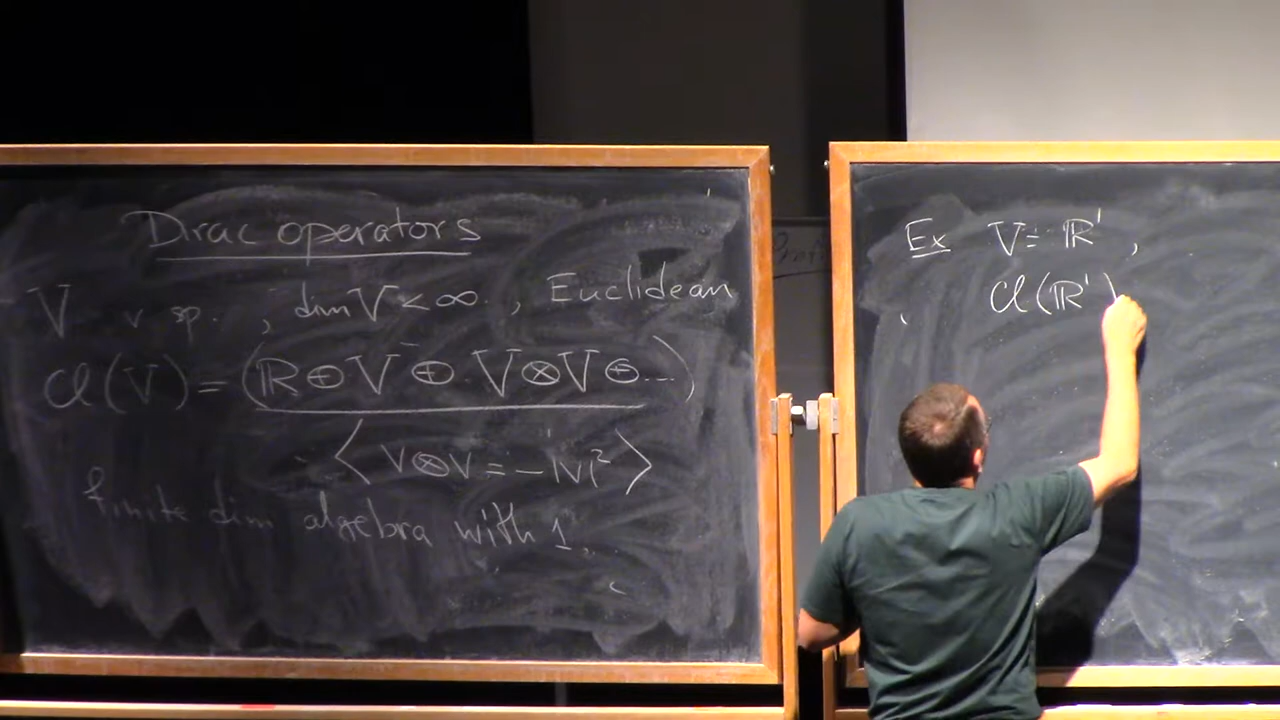 Dirac operators
V v sp. ; dim V < ∞ , Euclidean
Cl(V) = (ℝ ⊕ V ⊕ V ⊗ V ⊕ ...)
⟨ v ⊗ v = - |v|² ⟩
finite dim algebra with 1.
Ex V = ℝ¹ ,
Cl(ℝ¹)